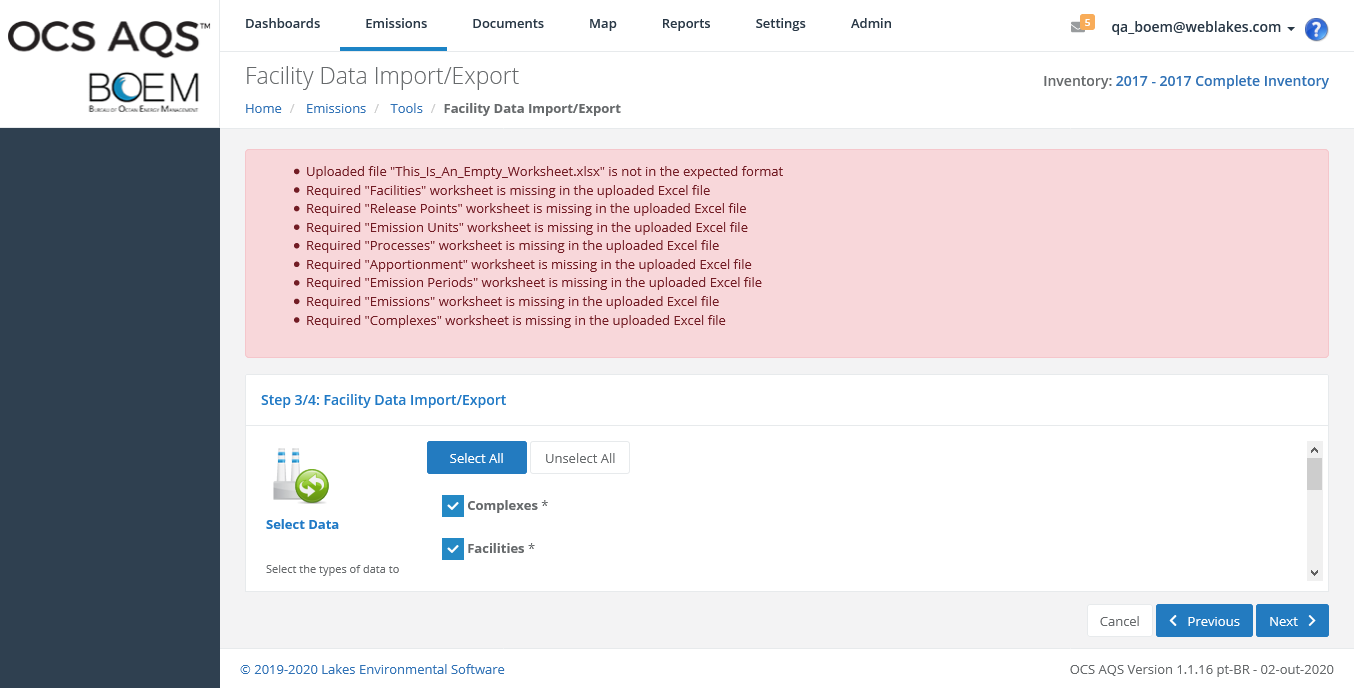 OCS AQS™
BOEM
Bureau of Ocean Energy Management
Dashboards Emissions Documents Map Reports Settings Admin
5 qa_boem@weblakes.com ?
Facility Data Import/Export
Inventory: 2017 - 2017 Complete Inventory
Home / Emissions / Tools / Facility Data Import/Export
• Uploaded file "This_Is_An_Empty_Worksheet.xlsx" is not in the expected format
• Required "Facilities" worksheet is missing in the uploaded Excel file
• Required "Release Points" worksheet is missing in the uploaded Excel file
• Required "Emission Units" worksheet is missing in the uploaded Excel file
• Required "Processes" worksheet is missing in the uploaded Excel file
• Required "Apportionment" worksheet is missing in the uploaded Excel file
• Required "Emission Periods" worksheet is missing in the uploaded Excel file
• Required "Emissions" worksheet is missing in the uploaded Excel file
• Required "Complexes" worksheet is missing in the uploaded Excel file
Step 3/4: Facility Data Import/Export
Select All Unselect All
Complexes *
Select Data
Facilities *
Select the types of data to
Cancel Previous Next
© 2019-2020 Lakes Environmental Software
OCS AQS Version 1.1.16 pt-BR - 02-out-2020